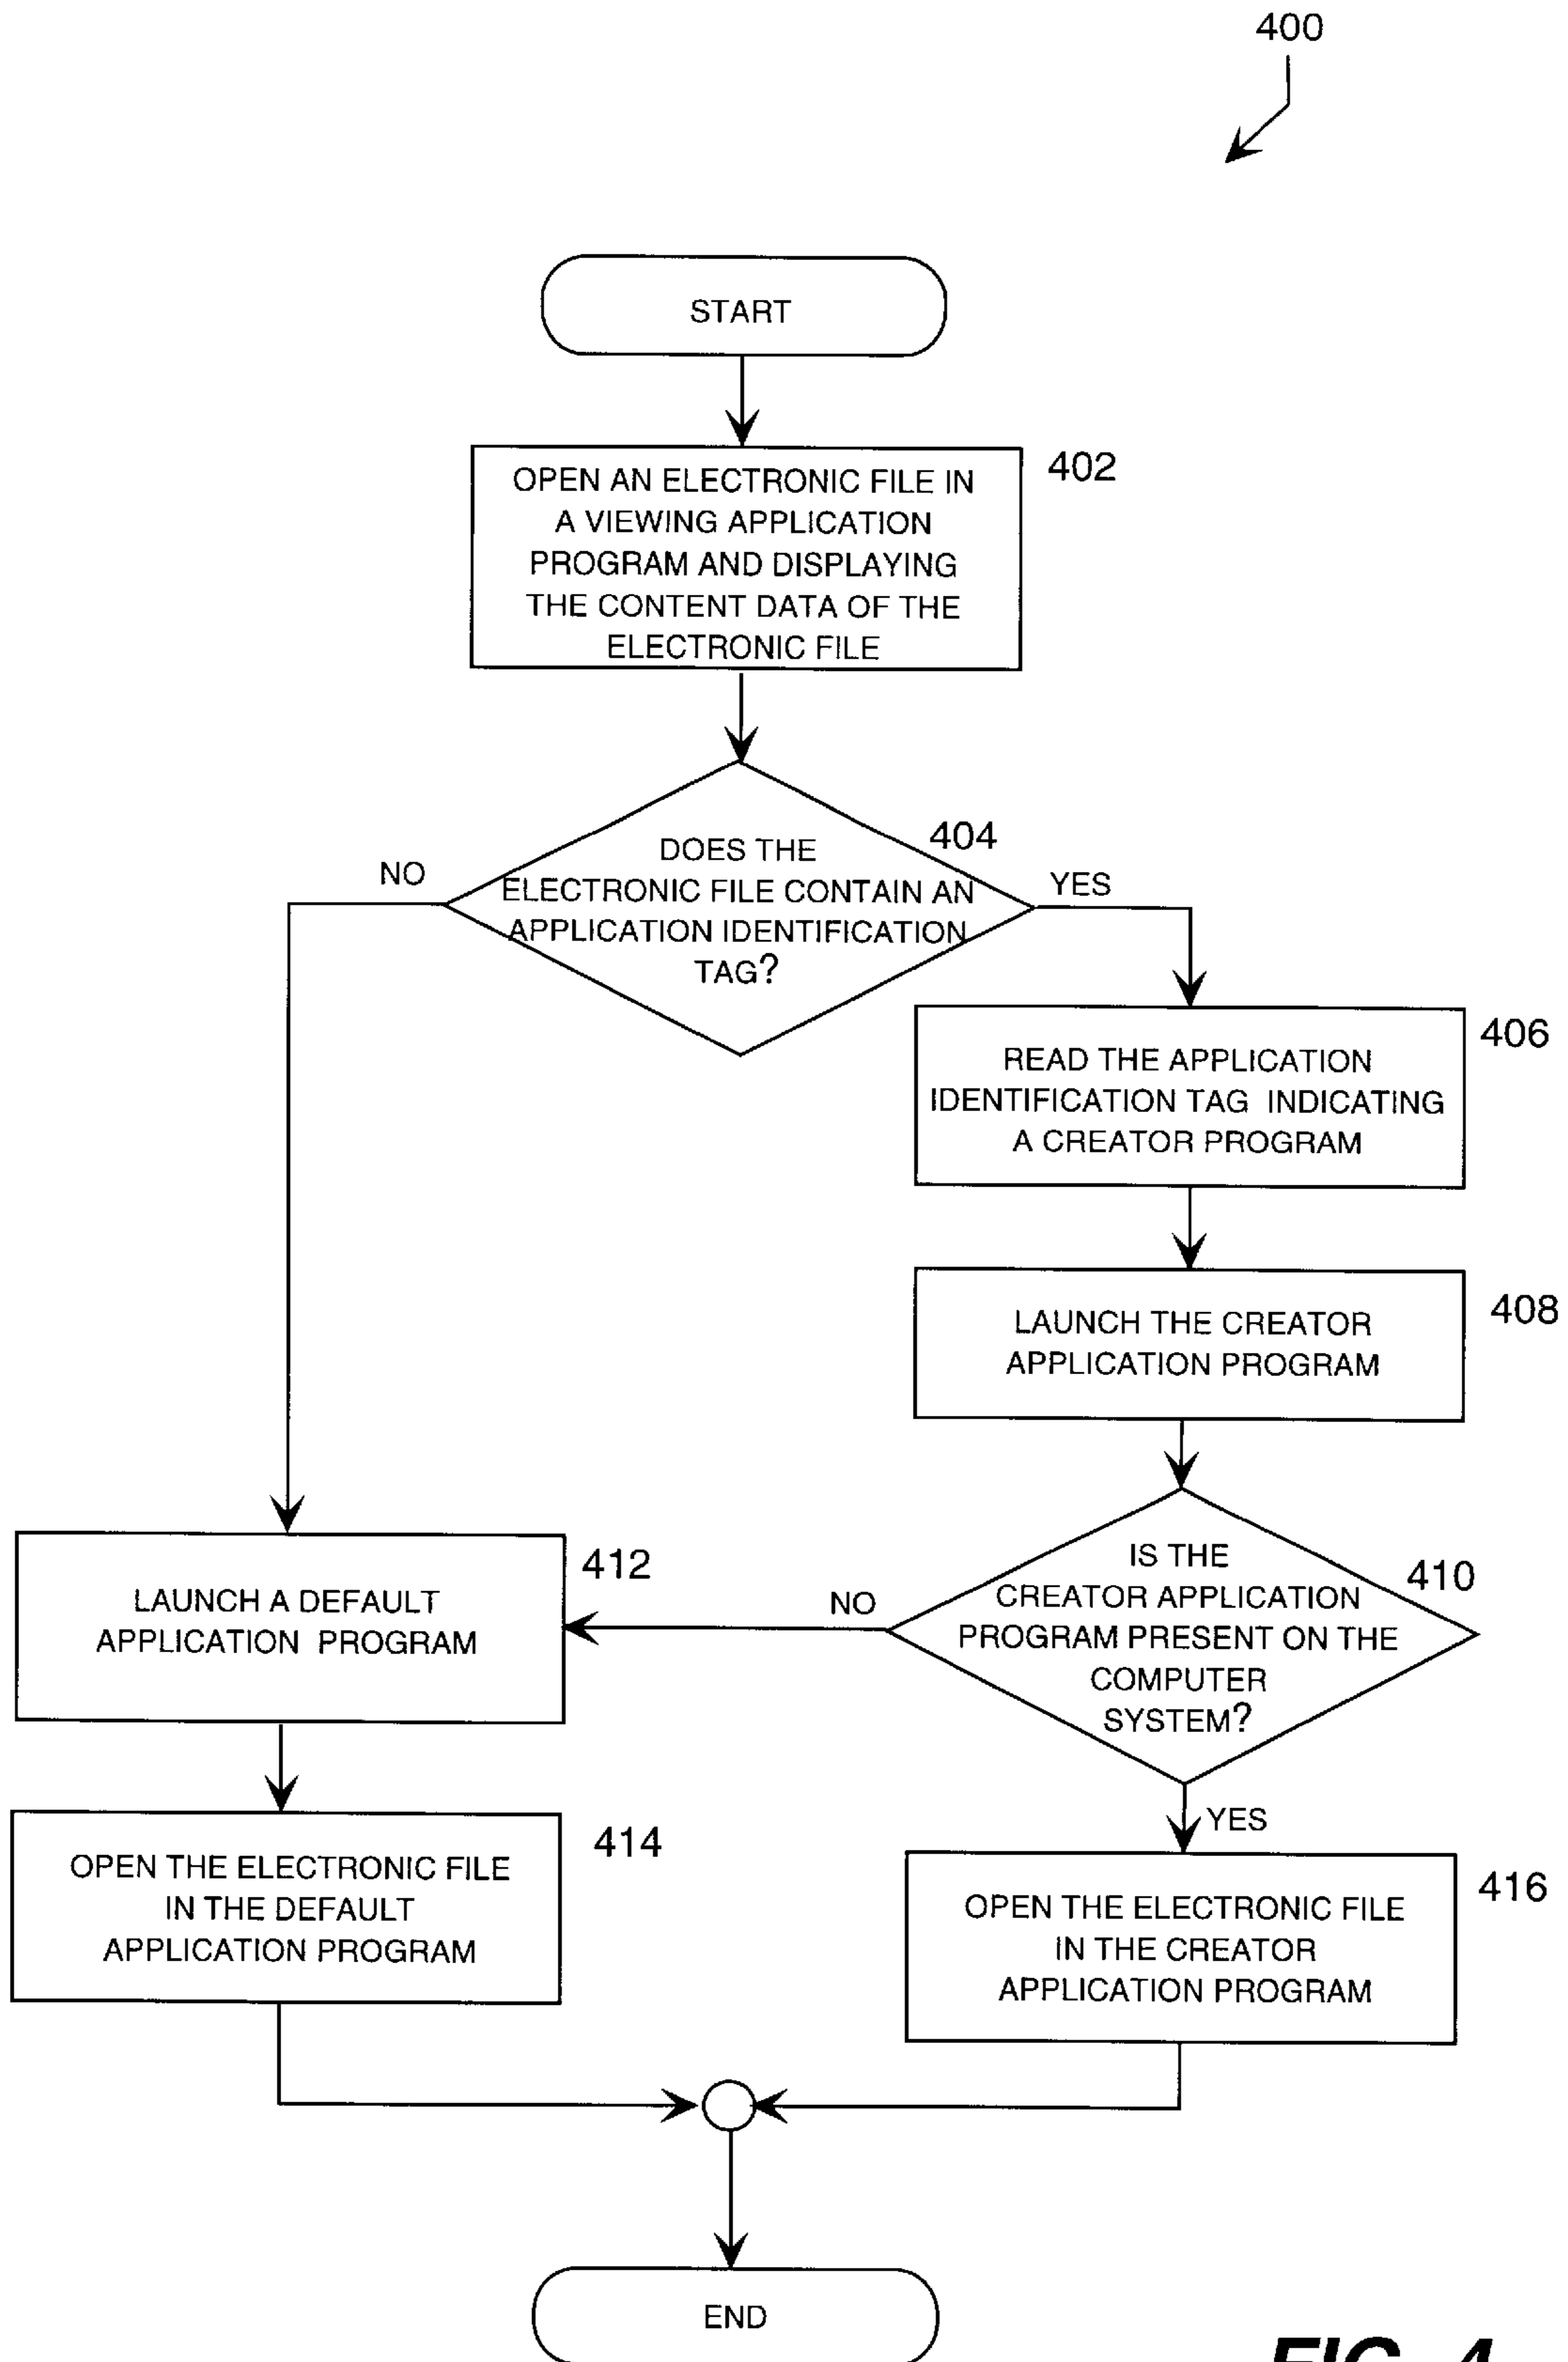 400
START
402
OPEN AN ELECTRONIC FILE IN
A VIEWING APPLICATION
PROGRAM AND DISPLAYING
THE CONTENT DATA OF THE
ELECTRONIC FILE
404
DOES THE
ELECTRONIC FILE CONTAIN AN
APPLICATION IDENTIFICATION
TAG?
NO
YES
406
READ THE APPLICATION
IDENTIFICATION TAG INDICATING
A CREATOR PROGRAM
408
LAUNCH THE CREATOR
APPLICATION PROGRAM
410
IS THE
CREATOR APPLICATION
PROGRAM PRESENT ON THE
COMPUTER
SYSTEM?
NO
YES
412
LAUNCH A DEFAULT
APPLICATION PROGRAM
414
OPEN THE ELECTRONIC FILE
IN THE DEFAULT
APPLICATION PROGRAM
416
OPEN THE ELECTRONIC FILE
IN THE CREATOR
APPLICATION PROGRAM
END
FIG. 4